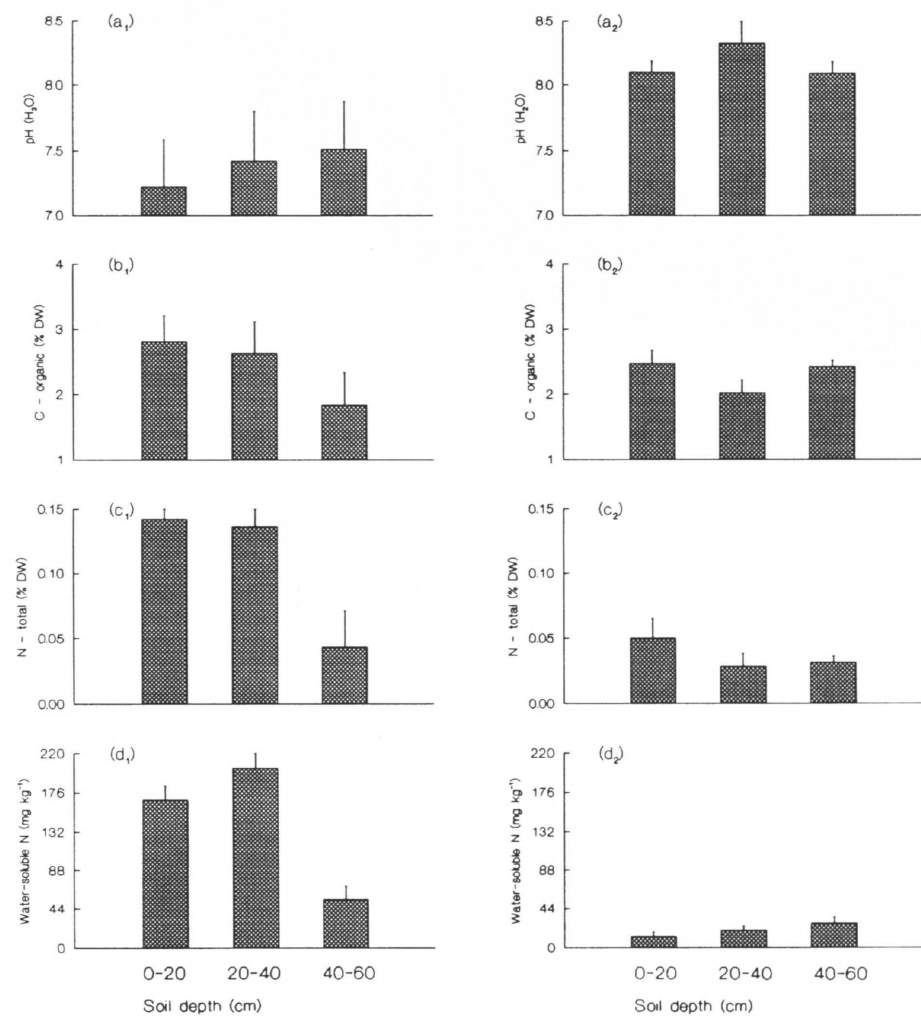 (a₁)
8.5
8.0
7.5
7.0
pH (H₂O)
(a₂)
8.5
8.0
7.5
7.0
pH (H₂O)
(b₁)
4
3
2
1
C - organic (% DW)
(b₂)
4
3
2
1
C - organic (% DW)
(c₁)
0.15
0.10
0.05
0.00
N - total (% DW)
(c₂)
0.15
0.10
0.05
0.00
N - total (% DW)
(d₁)
220
176
132
88
44
0
Water-soluble N (mg kg⁻¹)
0-20 20-40 40-60
Soil depth (cm)
(d₂)
220
176
132
88
44
0
Water-soluble N (mg kg⁻¹)
0-20 20-40 40-60
Soil depth (cm)